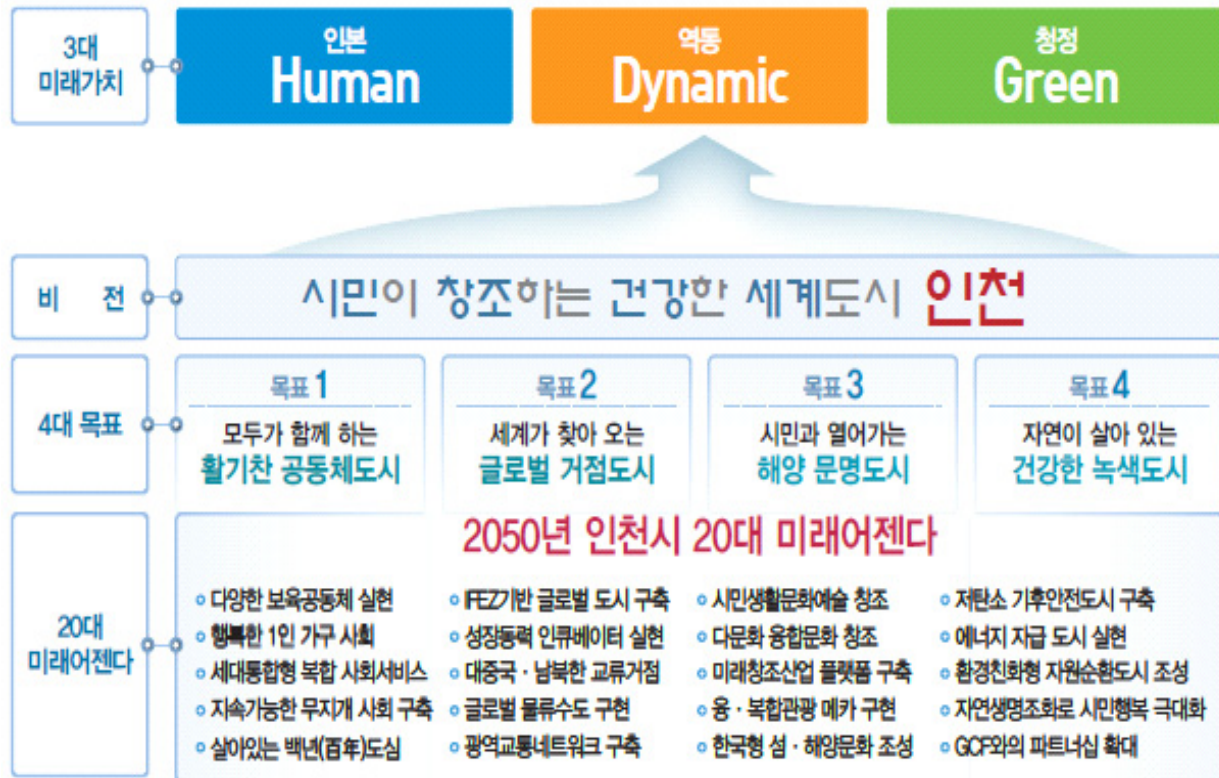 3대
미래가치
인본
Human
역동
Dynamic
청정
Green
비 전
시민이 창조하는 건강한 세계도시 인천
4대 목표
목표 1
모두가 함께 하는
활기찬 공동체도시
목표 2
세계가 찾아 오는
글로벌 거점도시
목표 3
시민과 열어가는
해양 문명도시
목표 4
자연이 살아 있는
건강한 녹색도시
20대
미래어젠다
2050년 인천시 20대 미래어젠다
다양한 보육공동체 실현
행복한 1인 가구 사회
세대통합형 복합 사회서비스
지속가능한 무지개 사회 구축
살아있는 백년(百年)도심
IFEZ기반 글로벌 도시 구축
성장동력 인큐베이터 실현
대중국 · 남북한 교류거점
글로벌 물류수도 구현
광역교통네트워크 구축
시민생활문화예술 창조
다문화 융합문화 창조
미래창조산업 플랫폼 구축
융 · 복합관광 메카 구현
한국형 섬 · 해양문화 조성
저탄소 기후안전도시 구축
에너지 자급 도시 실현
환경친화형 자원순환도시 조성
자연생명조화로 시민행복 극대화
GCF와의 파트너십 확대